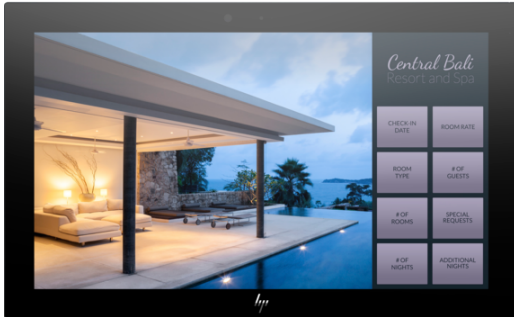 Central Bali
Resort and Spa
CHECK-IN
DATE
ROOM RATE
ROOM
TYPE
# OF
GUESTS
# OF
ROOMS
SPECIAL
REQUESTS
# OF
NIGHTS
ADDITIONAL
NIGHTS
hp